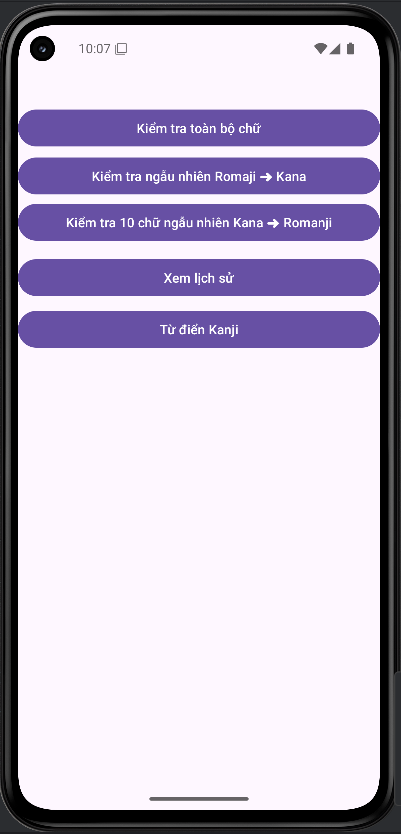 10:07
Kiểm tra toàn bộ chữ
Kiểm tra ngẫu nhiên Romaji → Kana
Kiểm tra 10 chữ ngẫu nhiên Kana → Romanji
Xem lịch sử
Từ điển Kanji